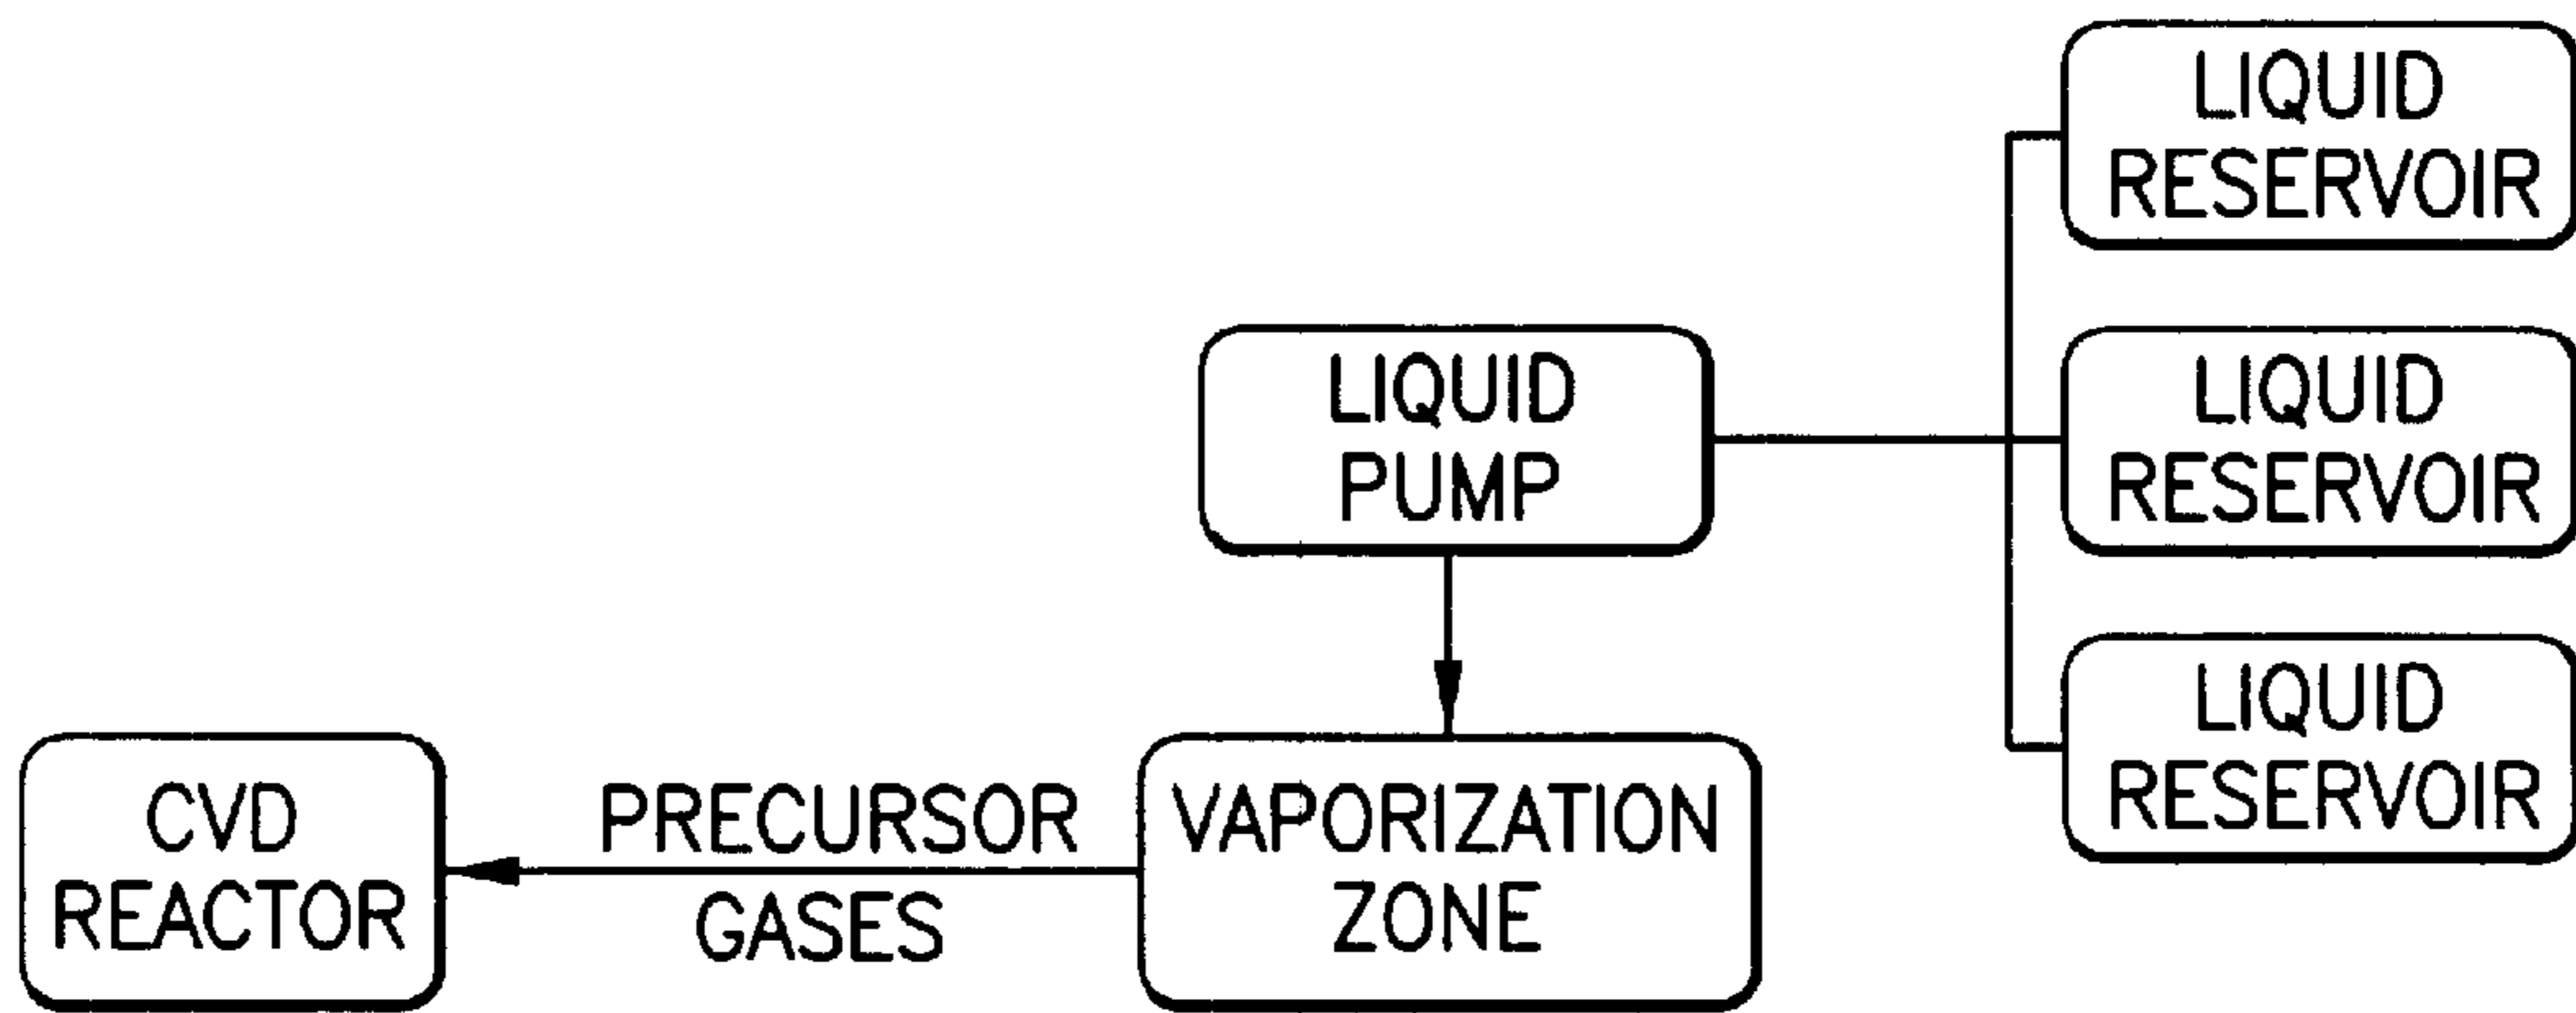 LIQUID
RESERVOIR
LIQUID
PUMP
LIQUID
RESERVOIR
LIQUID
RESERVOIR
CVD
REACTOR
PRECURSOR
GASES
VAPORIZATION
ZONE